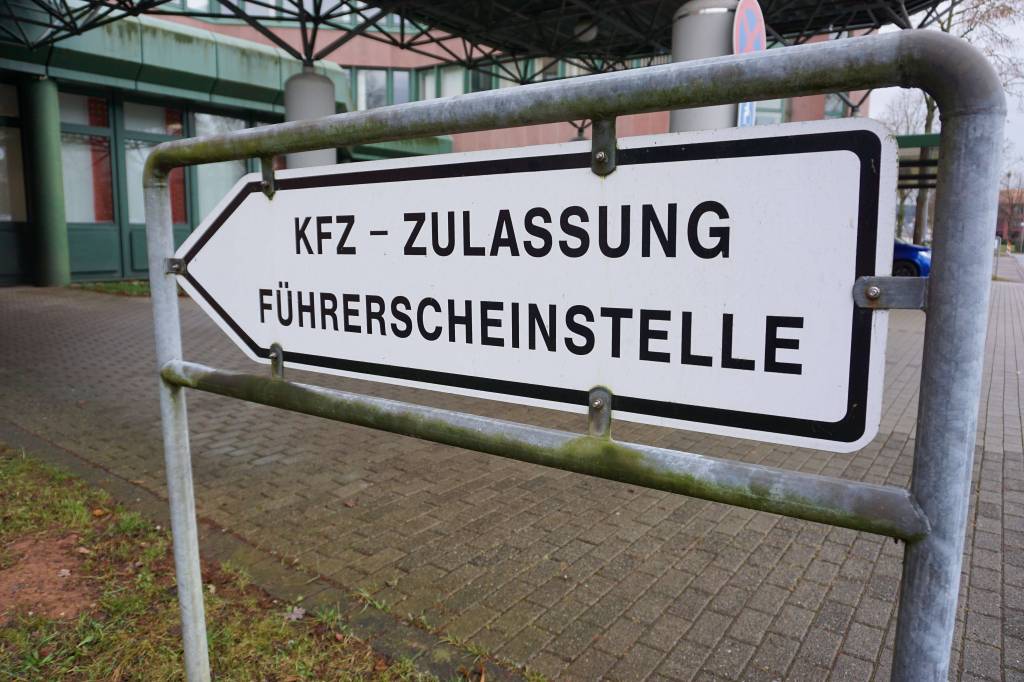 KFZ – ZULASSUNG
FÜHRERSCHEINSTELLE